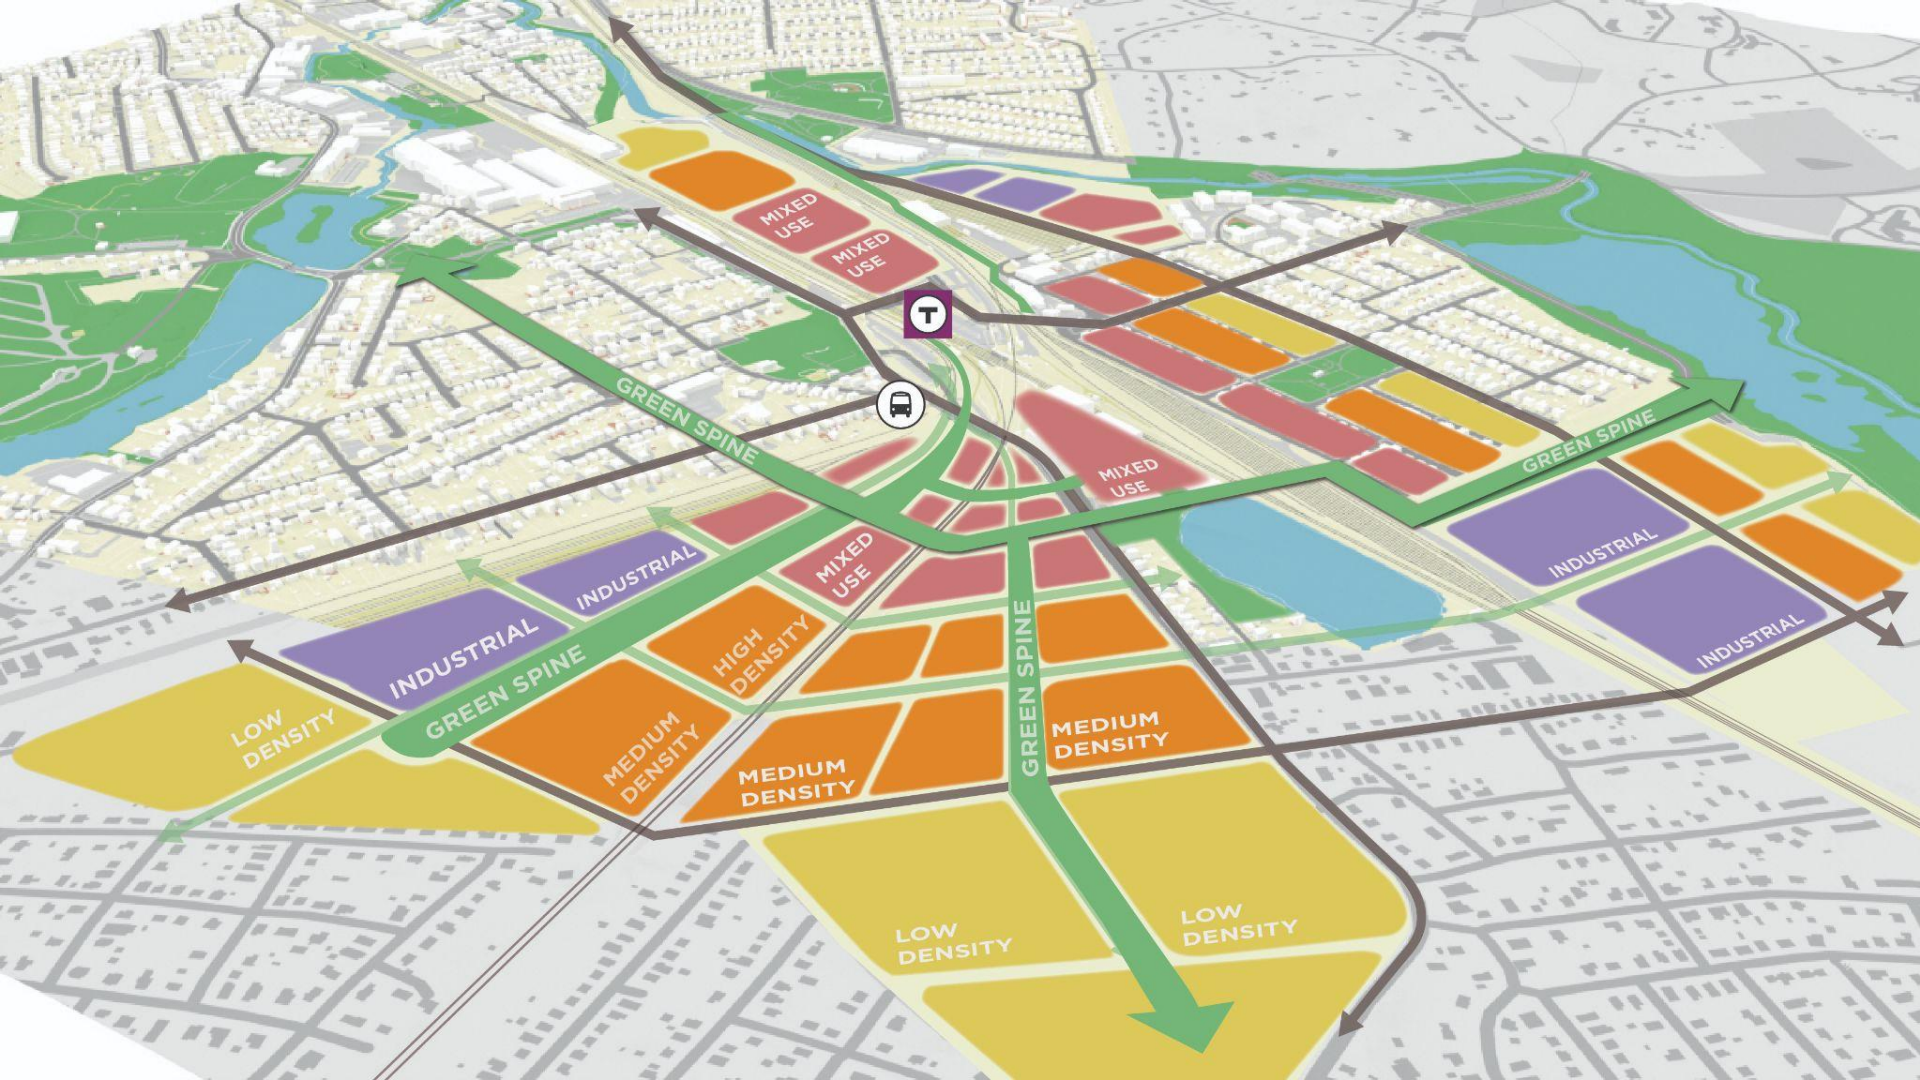 MIXED
USE
MIXED
USE
T
GREEN SPINE
GREEN SPINE
MIXED
USE
INDUSTRIAL
MIXED
USE
INDUSTRIAL
INDUSTRIAL
INDUSTRIAL
HIGH
DENSITY
GREEN SPINE
GREEN SPINE
LOW
DENSITY
MEDIUM
DENSITY
MEDIUM
DENSITY
MEDIUM
DENSITY
LOW
DENSITY
LOW
DENSITY